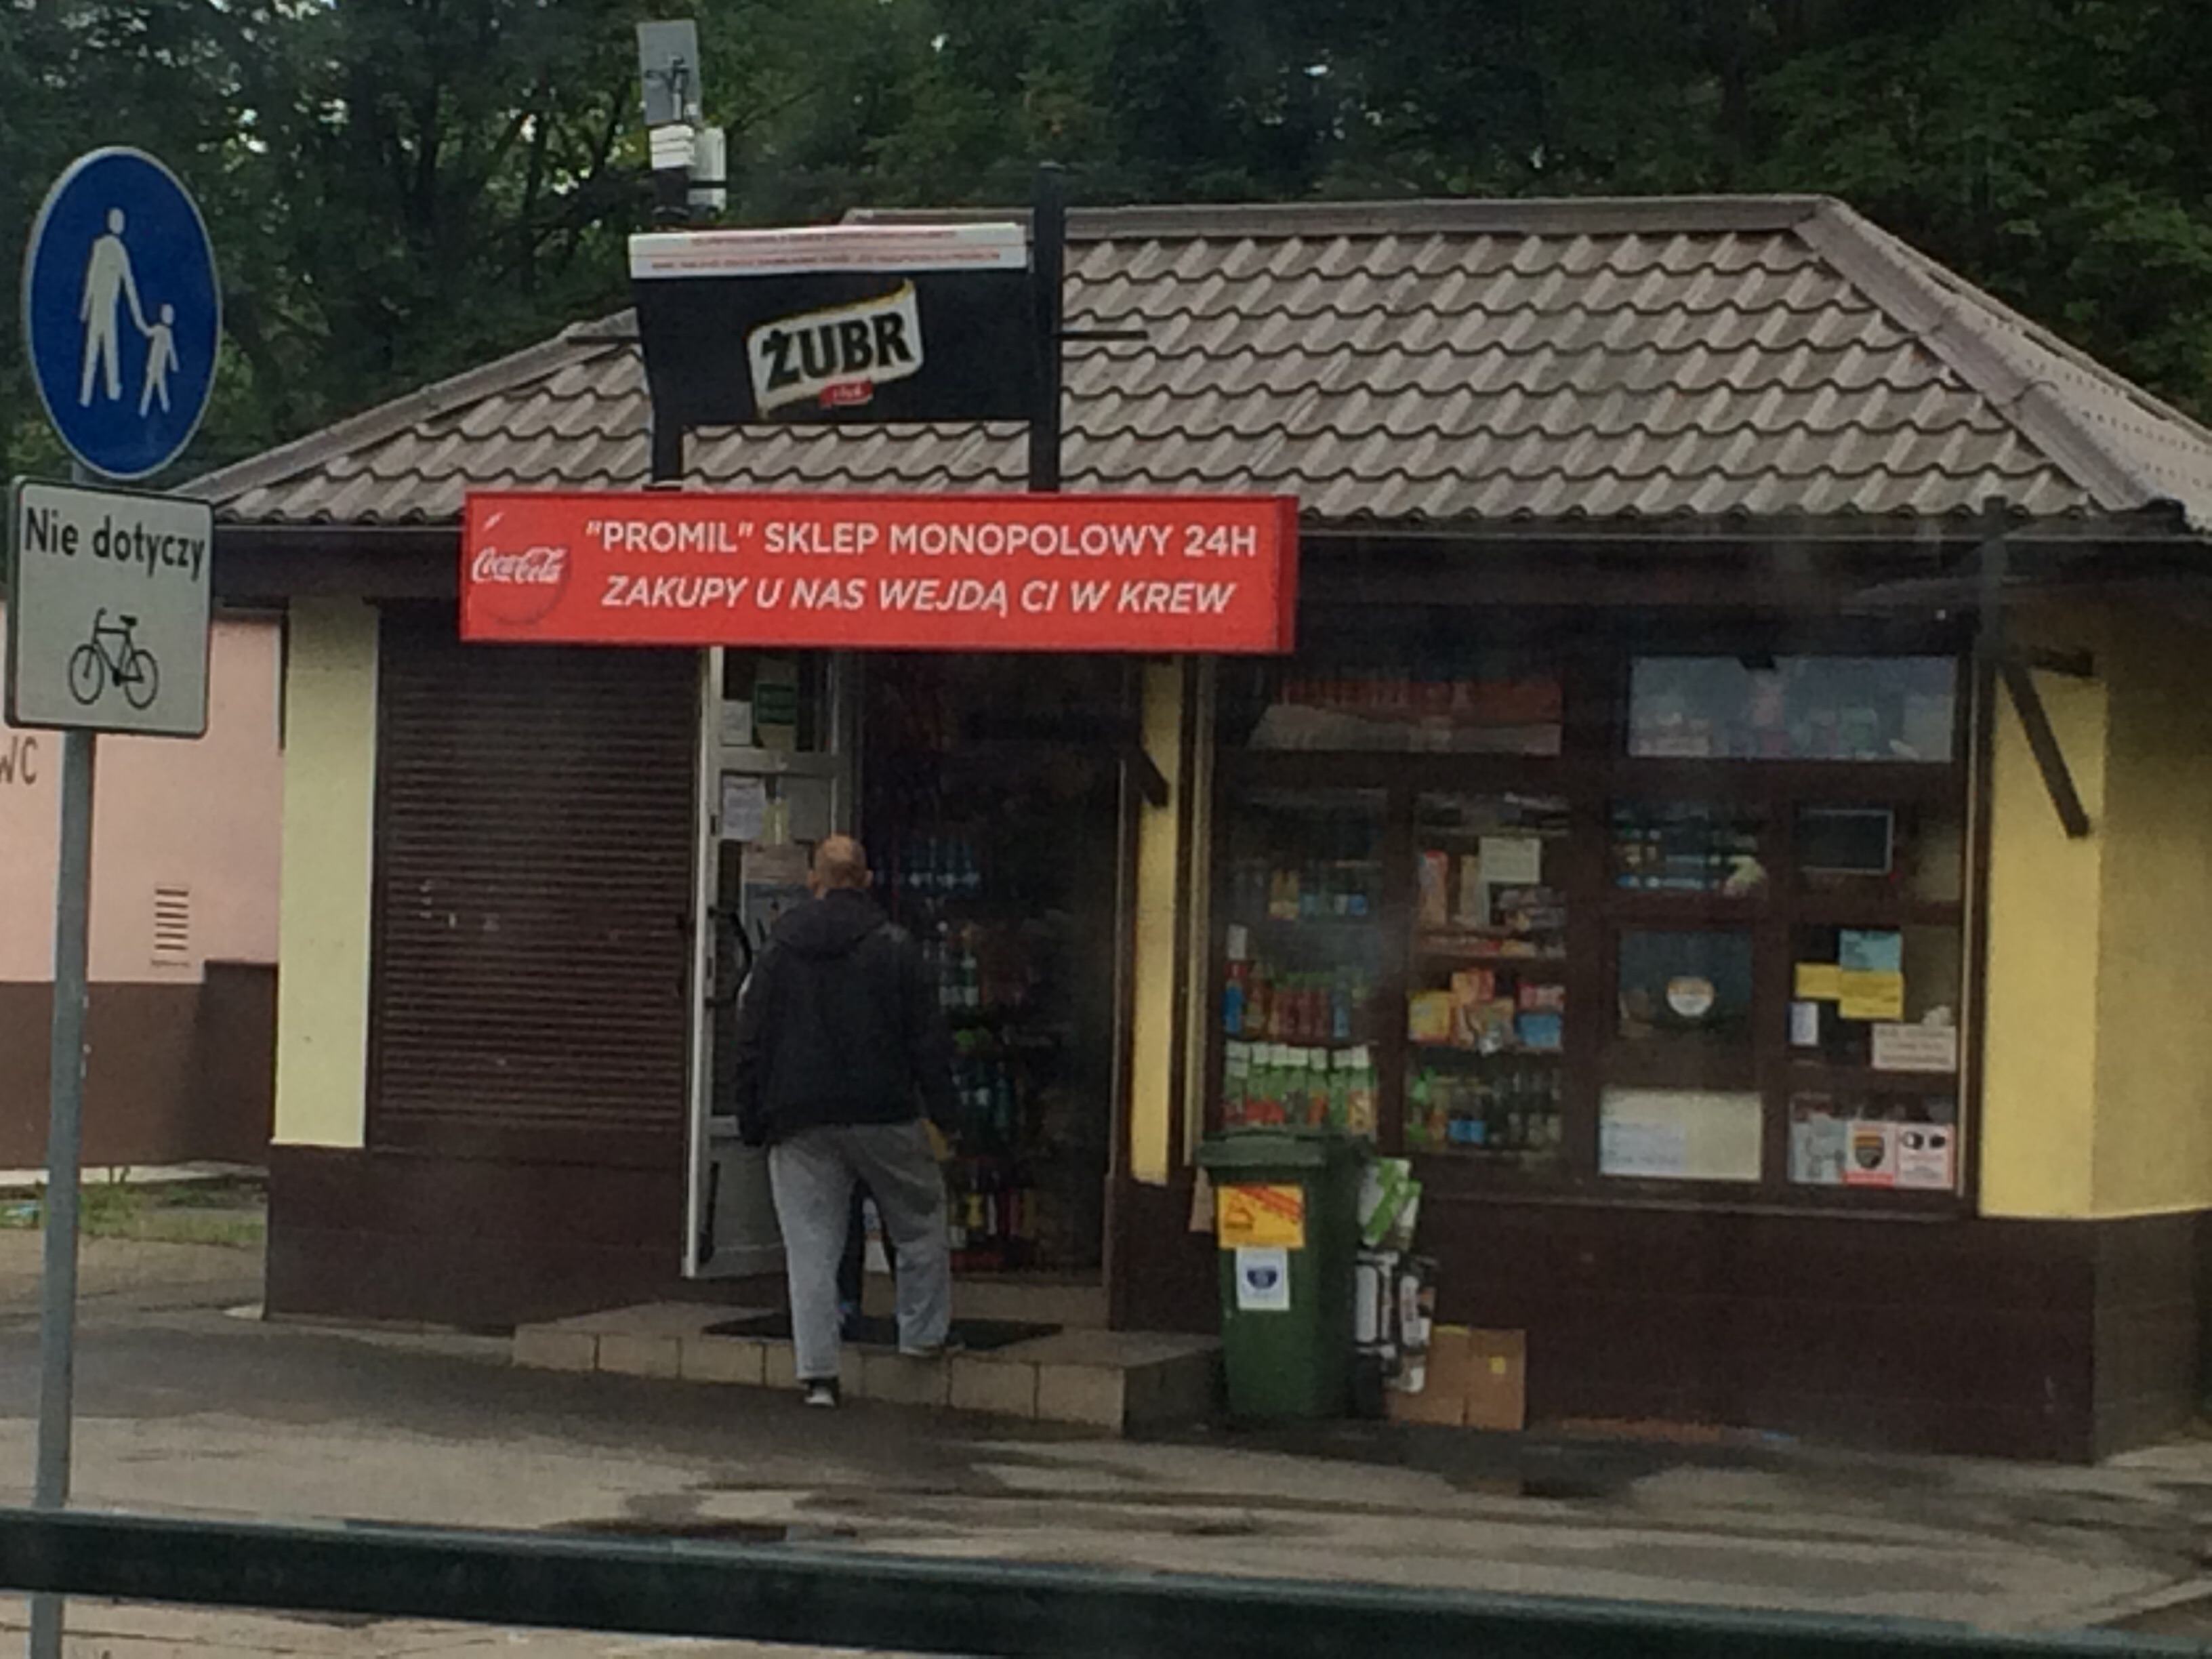 ŻUBR
Coca-Cola
"PROMIL" SKLEP MONOPOLOWY 24H
ZAKUPY U NAS WEJDĄ CI W KREW
Nie dotyczy
WC